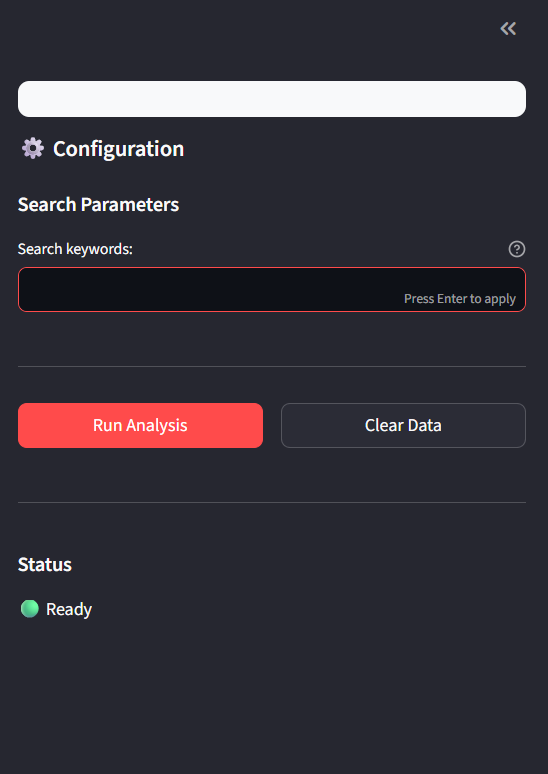 Configuration
Search Parameters
Search keywords:
Press Enter to apply
Run Analysis
Clear Data
Status
Ready